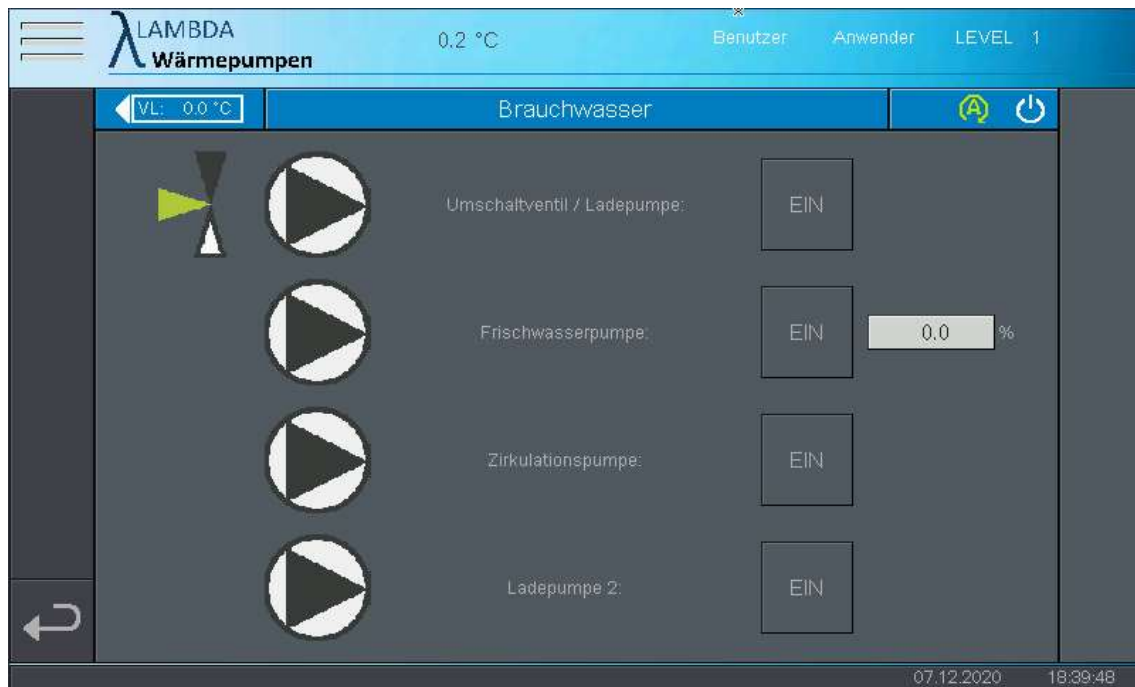 LAMBDA
Wärmepumpen
0.2 °C
Benutzer Anwender LEVEL 1
VL: 0.0 °C
Brauchwasser
A
Umschaltventil / Ladepumpe: EIN
Frischwasserpumpe: EIN 0.0 %
Zirkulationspumpe: EIN
Ladepumpe 2: EIN
07.12.2020 18:39:48